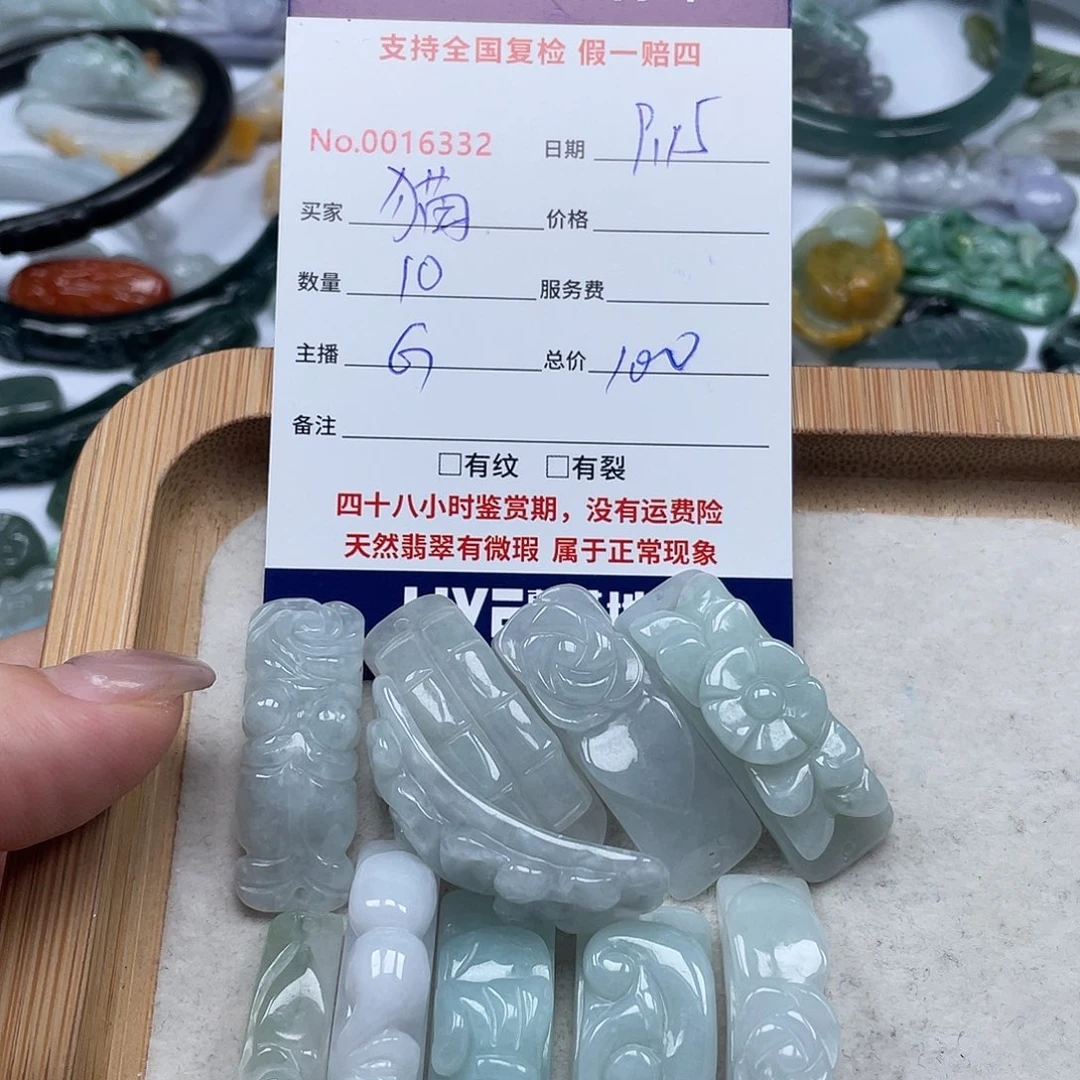 支持全国复检 假一赔四
No.0016332 日期
买家 猫 价格
数量 10 服务费
主播 G 总价 100
备注
□有纹 □有裂
四十八小时鉴赏期，没有运费险
天然翡翠有微瑕 属于正常现象